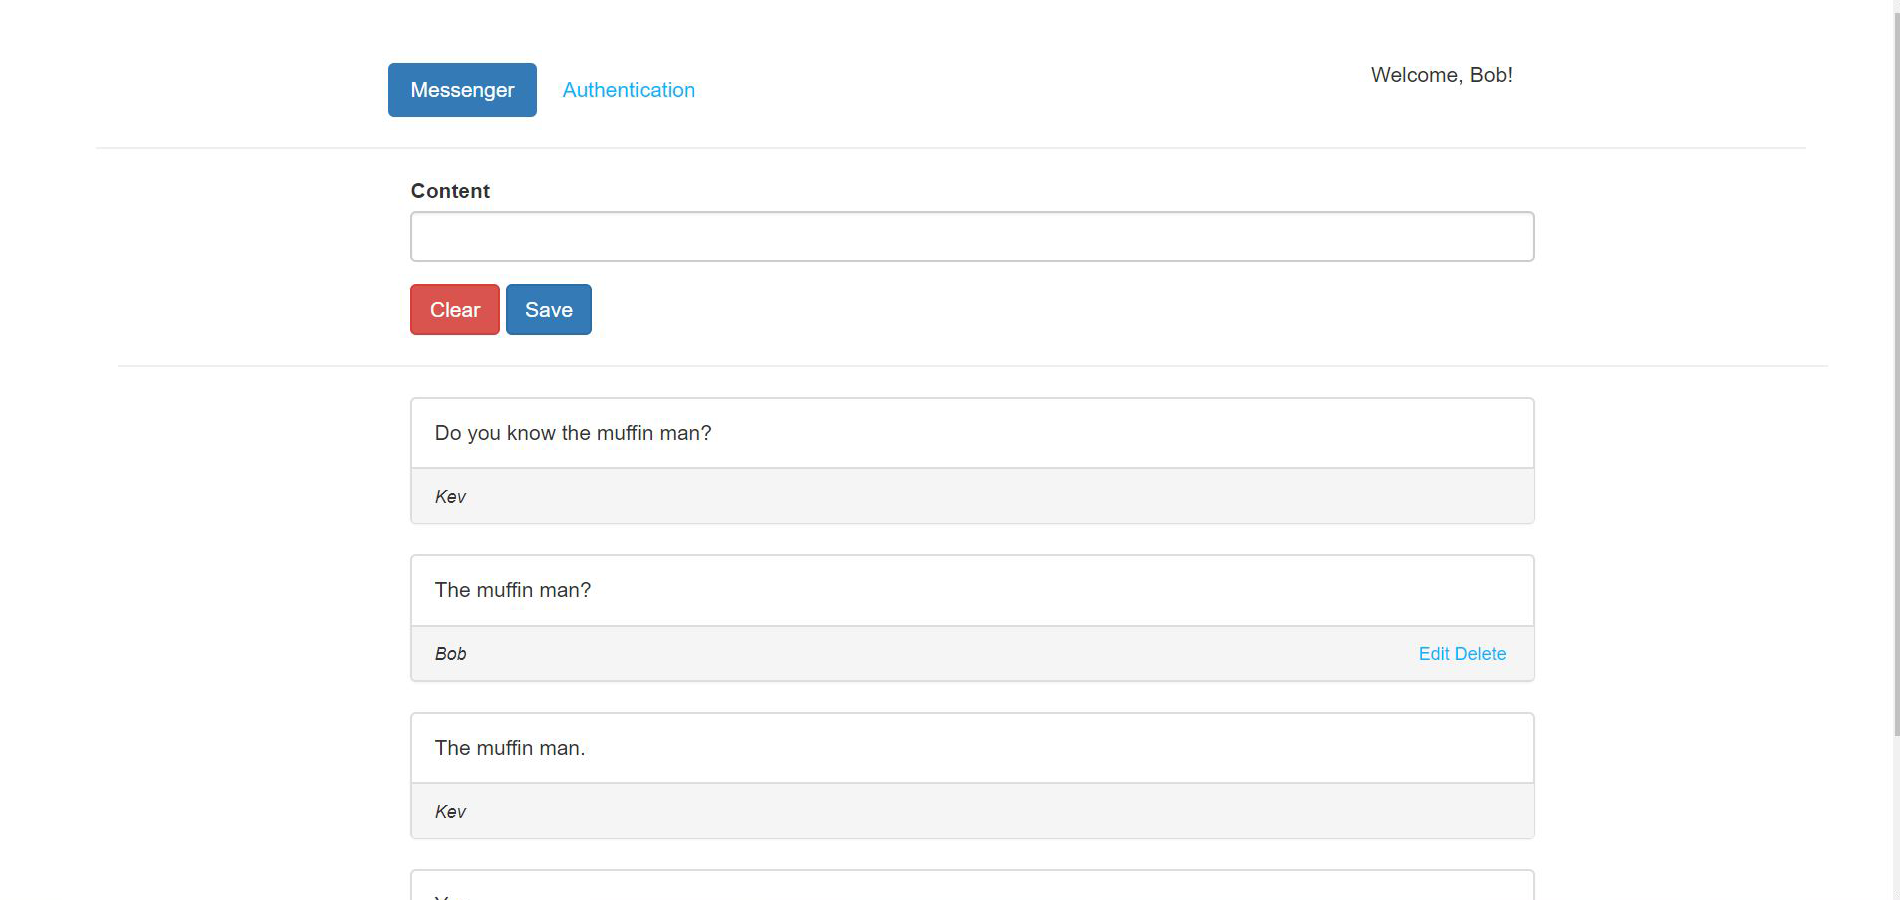 Messenger Authentication Welcome, Bob!
Content
Clear Save
Do you know the muffin man?
Kev
The muffin man?
Bob Edit Delete
The muffin man.
Kev